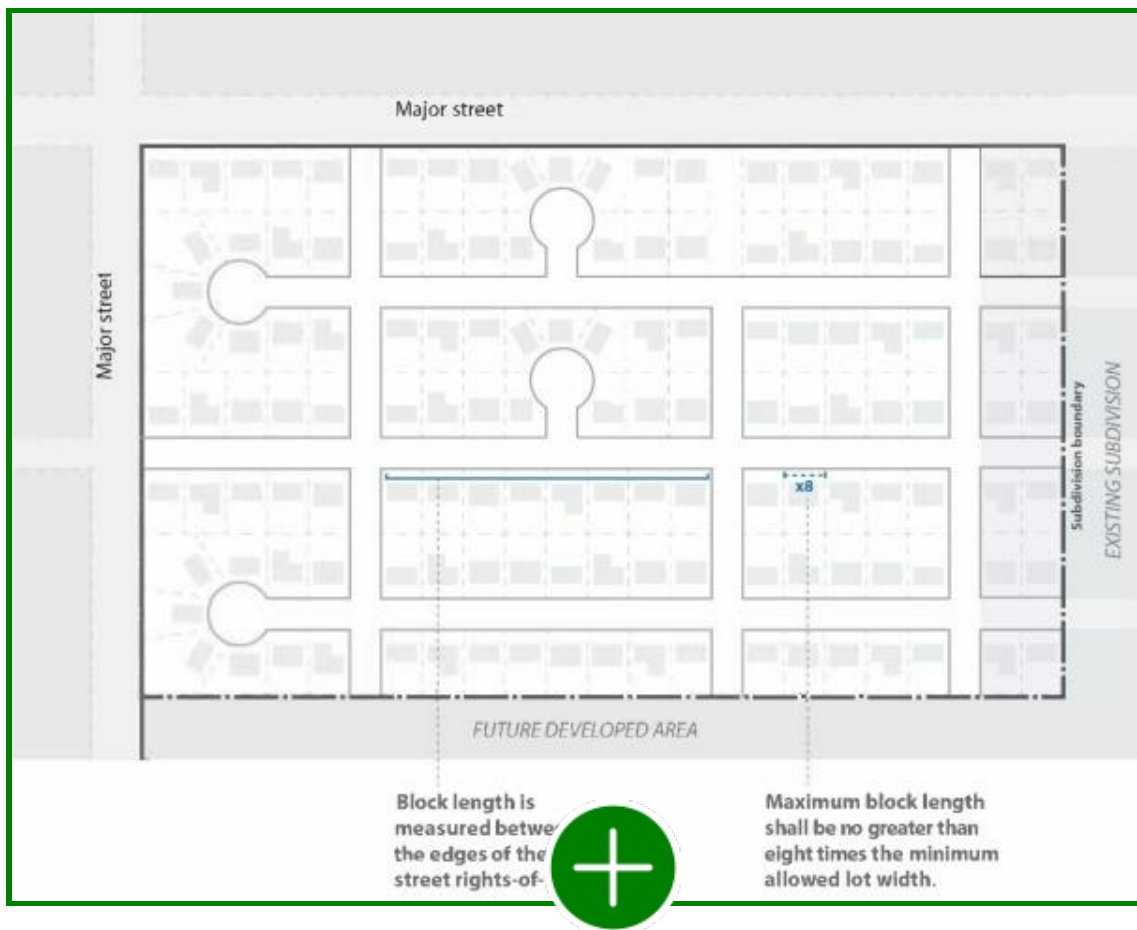 Major street
Major street
x8
Subdivision boundary
EXISTING SUBDIVISION
FUTURE DEVELOPED AREA
Block length is
measured
the edges of the
street rights-of-
Maximum block length
shall be no greater than
eight times the minimum
allowed lot width.